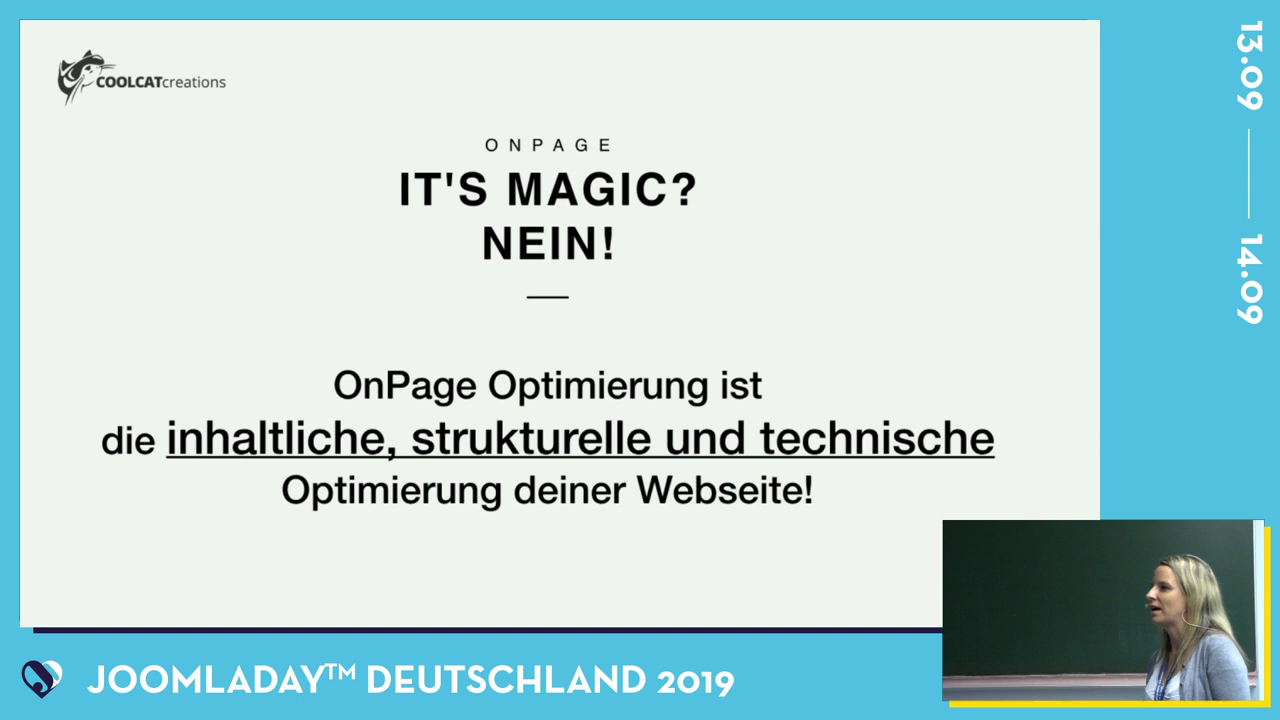 COOLCATcreations
ONPAGE
IT'S MAGIC?
NEIN!
OnPage Optimierung ist
die inhaltliche, strukturelle und technische
Optimierung deiner Webseite!
13.09
14.09
JOOMLADAY™ DEUTSCHLAND 2019